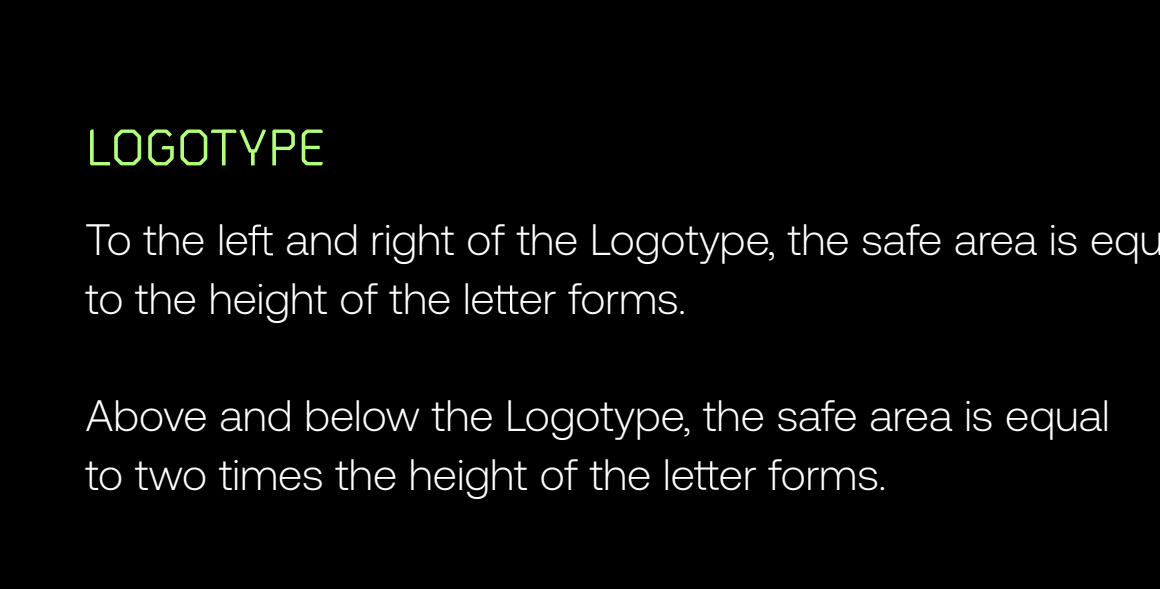 LOGOTYPE
To the left and right of the Logotype, the safe area is equ
to the height of the letter forms.
Above and below the Logotype, the safe area is equal
to two times the height of the letter forms.